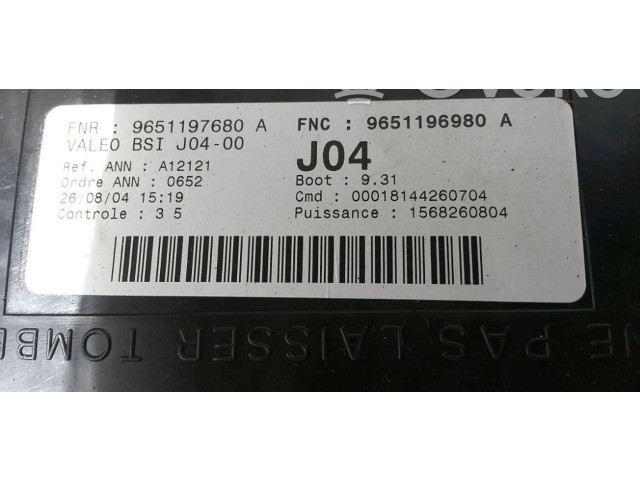 FNR : 9651197680 A
FNC : 9651196980 A
VALEO BSI J04-00
J04
Ref. ANN : A12121
Ordre ANN : 0652
Boot : 9.31
26/08/04 15:19
Cmd : 00018144260704
Controle : 3 5
Puissance : 1568260804
NE PAS LAISSER TOMBE